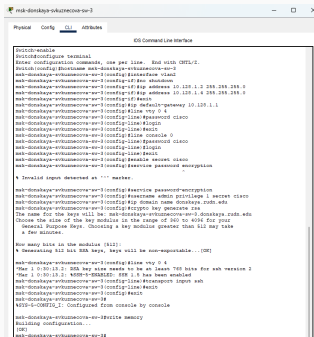 msk-donskaya-svkuznecova-sw-3
Physical Config CLI Attributes
IOS Command Line Interface
Switch>enable
Switch#configure terminal
Enter configuration commands, one per line. End with CNTL/Z.
Switch(config)#hostname msk-donskaya-svkuznecova-sw-3
msk-donskaya-svkuznecova-sw-3(config)#interface vlan2
msk-donskaya-svkuznecova-sw-3(config-if)#no shutdown
msk-donskaya-svkuznecova-sw-3(config-if)#ip address 10.128.1.2 255.255.255.0
msk-donskaya-svkuznecova-sw-3(config-if)#ip address 10.128.1.4 255.255.255.0
msk-donskaya-svkuznecova-sw-3(config-if)#exit
msk-donskaya-svkuznecova-sw-3(config)#ip default-gateway 10.128.1.1
msk-donskaya-svkuznecova-sw-3(config)#line vty 0 4
msk-donskaya-svkuznecova-sw-3(config-line)#password cisco
msk-donskaya-svkuznecova-sw-3(config-line)#login
msk-donskaya-svkuznecova-sw-3(config-line)#exit
msk-donskaya-svkuznecova-sw-3(config)#line console 0
msk-donskaya-svkuznecova-sw-3(config-line)#password cisco
msk-donskaya-svkuznecova-sw-3(config-line)#login
msk-donskaya-svkuznecova-sw-3(config-line)#exit
msk-donskaya-svkuznecova-sw-3(config)#enable secret cisco
msk-donskaya-svkuznecova-sw-3(config)#service password encryption
^
% Invalid input detected at '^' marker.
msk-donskaya-svkuznecova-sw-3(config)#service password-encryption
msk-donskaya-svkuznecova-sw-3(config)#username admin privilege 1 secret cisco
msk-donskaya-svkuznecova-sw-3(config)#ip domain name donskaya.rudn.edu
msk-donskaya-svkuznecova-sw-3(config)#crypto key generate rsa
The name for the keys will be: msk-donskaya-svkuznecova-sw-3.donskaya.rudn.edu
Choose the size of the key modulus in the range of 360 to 4096 for your
General Purpose Keys. Choosing a key modulus greater than 512 may take
a few minutes.
How many bits in the modulus [512]:
% Generating 512 bit RSA keys, keys will be non-exportable...[OK]
msk-donskaya-svkuznecova-sw-3(config)#line vty 0 4
*Mar 1 0:30:13.2: RSA key size needs to be at least 768 bits for ssh version 2
*Mar 1 0:30:13.2: %SSH-5-ENABLED: SSH 1.5 has been enabled
msk-donskaya-svkuznecova-sw-3(config-line)#transport input ssh
msk-donskaya-svkuznecova-sw-3(config-line)#exit
msk-donskaya-svkuznecova-sw-3(config)#exit
msk-donskaya-svkuznecova-sw-3#
%SYS-5-CONFIG_I: Configured from console by console
msk-donskaya-svkuznecova-sw-3#write memory
Building configuration...
[OK]
msk-donskaya-svkuznecova-sw-3#